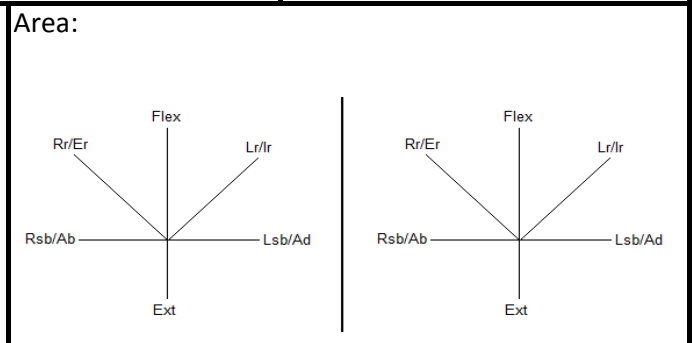 Area:
Flex
Rr/Er
Lr/Ir
Rsb/Ab
Lsb/Ad
Ext
Flex
Rr/Er
Lr/Ir
Rsb/Ab
Lsb/Ad
Ext